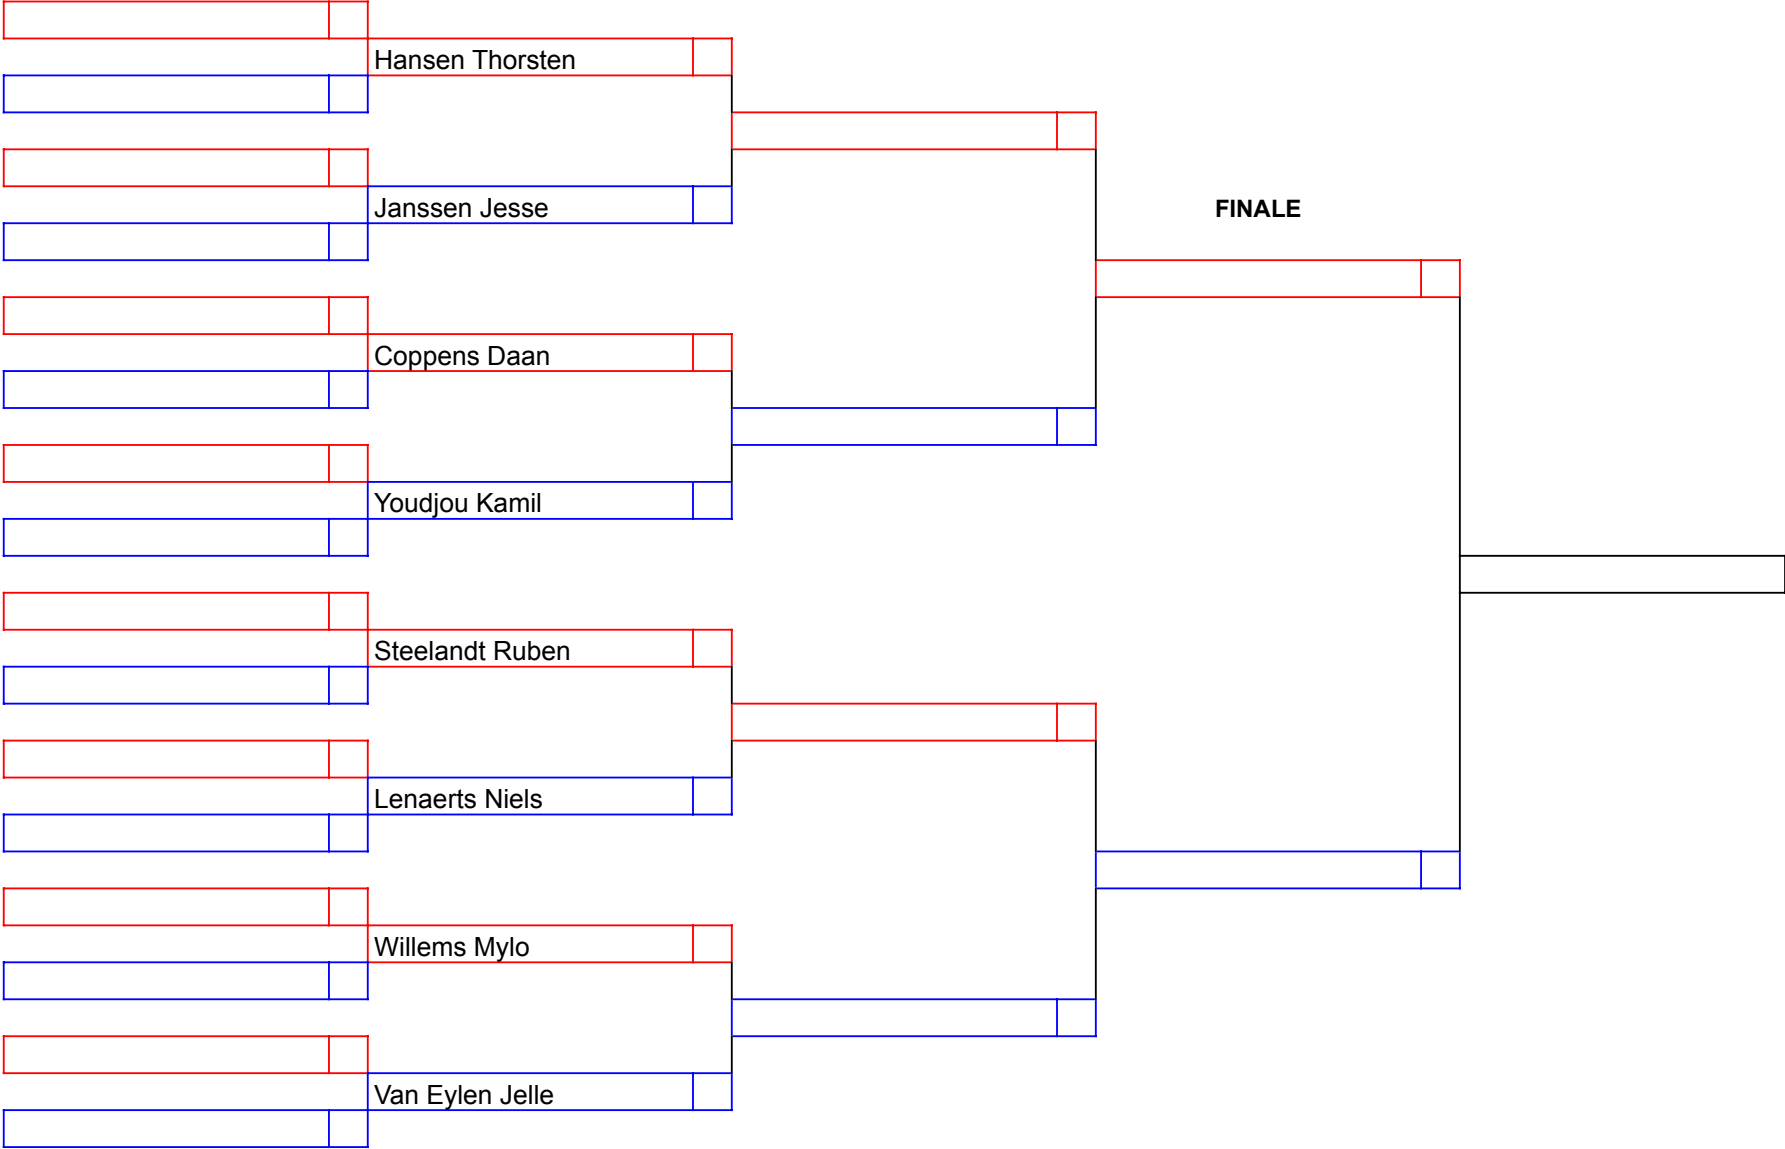 Hansen Thorsten
Janssen Jesse
FINALE
Coppens Daan
Youdjou Kamil
Steelandt Ruben
Lenaerts Niels
Willems Mylo
Van Eylen Jelle